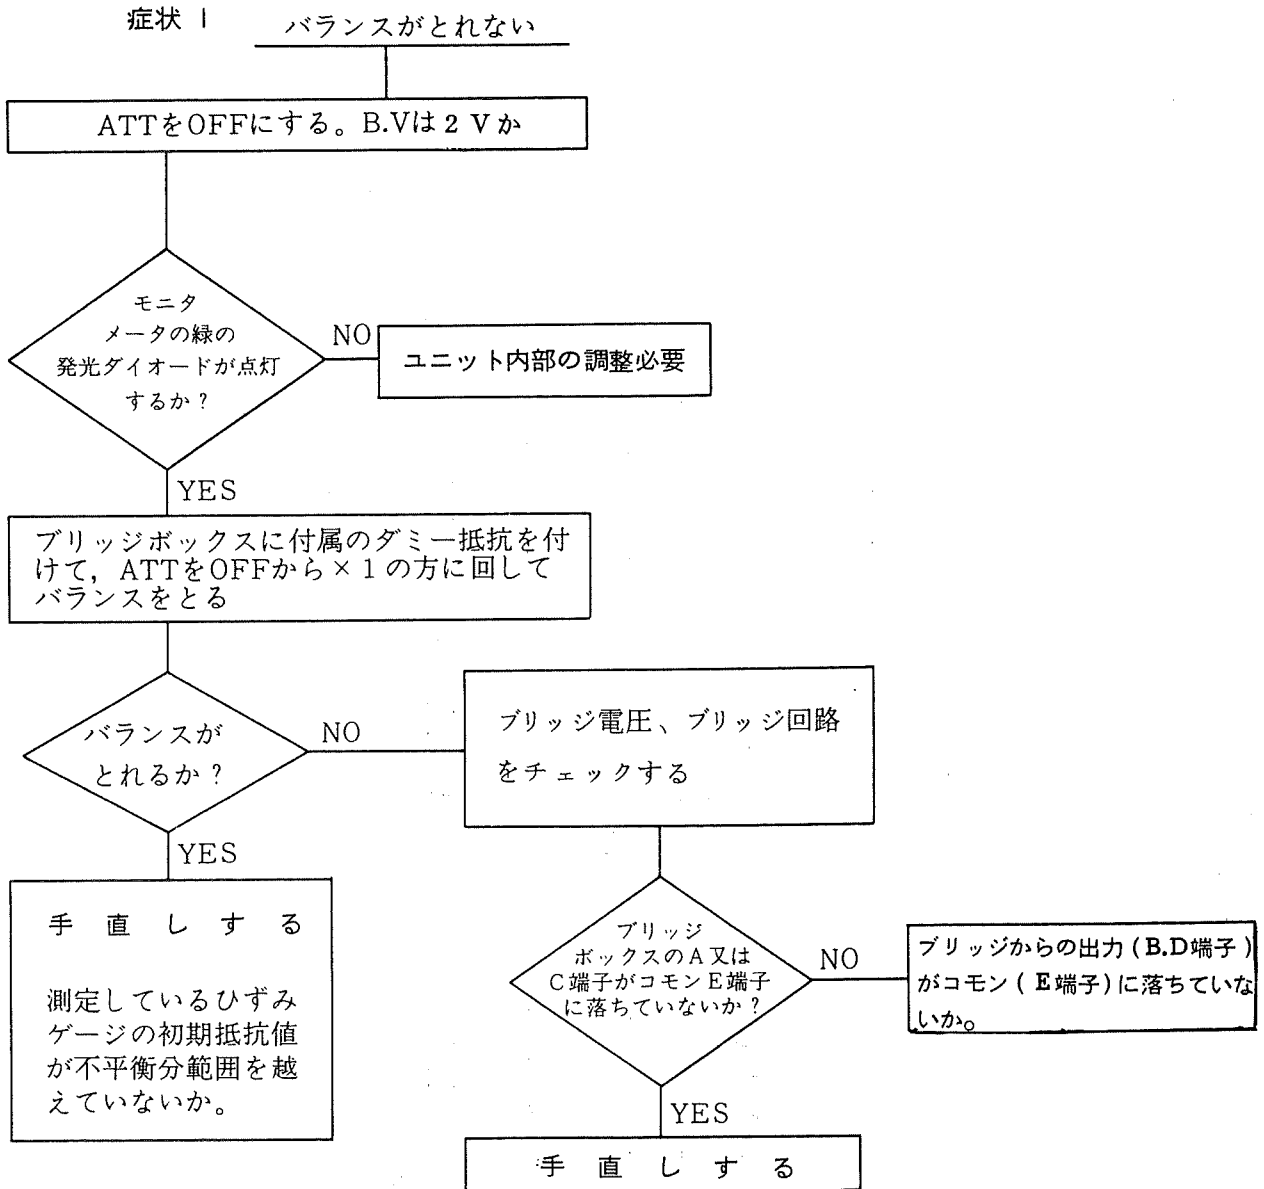 症状 1
バランスがとれない
ATTをOFFにする。B.Vは2Vか
モニタ
メータの緑の
発光ダイオードが点灯
するか？
NO
ユニット内部の調整必要
YES
ブリッジボックスに付属のダミー抵抗を付
けて，ATTをOFFから×1の方に回して
バランスをとる
バランスが
とれるか？
NO
ブリッジ電圧、ブリッジ回路
をチェックする
YES
手直しする
測定しているひずみ
ゲージの初期抵抗値
が不平衡分範囲を越
えていないか。
ブリッジ
ボックスのA又は
C端子がコモンE端子
に落ちていないか？
NO
ブリッジからの出力(B.D端子)
がコモン(E端子)に落ちていな
いか。
YES
手直しする